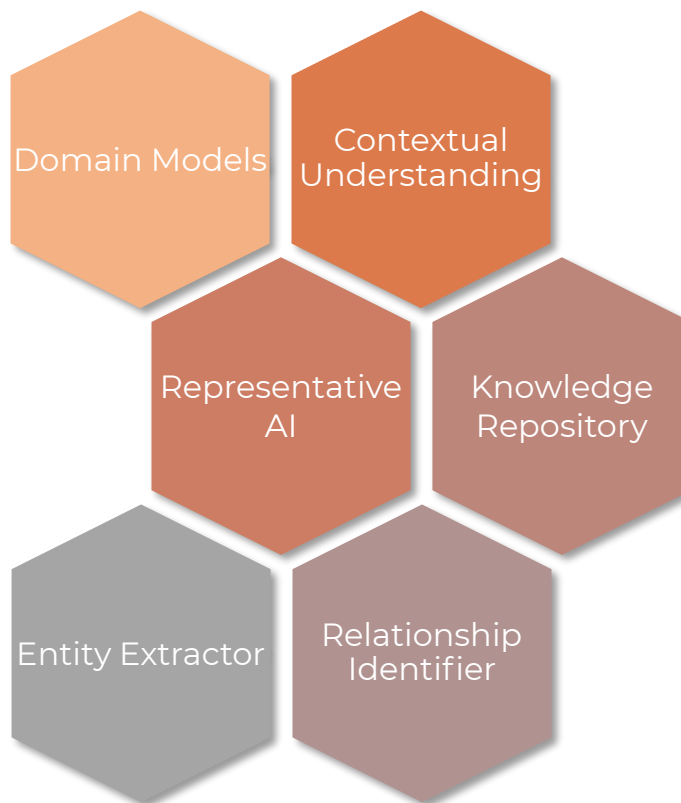 Domain Models
Contextual
Understanding
Representative
AI
Knowledge
Repository
Entity Extractor
Relationship
Identifier